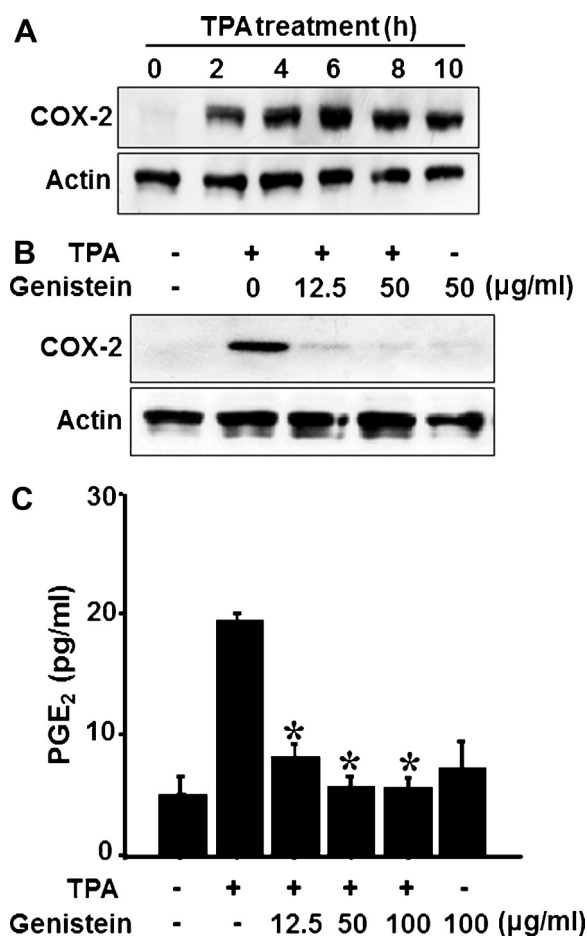 A
TPA treatment (h)
0 2 4 6 8 10
COX-2
Actin
B
TPA - + + + -
Genistein - 0 12.5 50 50 (µg/ml)
COX-2
Actin
C
30
20
10
0
PGE2 (pg/ml)
* * *
TPA - + + + + -
Genistein - - 12.5 50 100 100 (µg/ml)